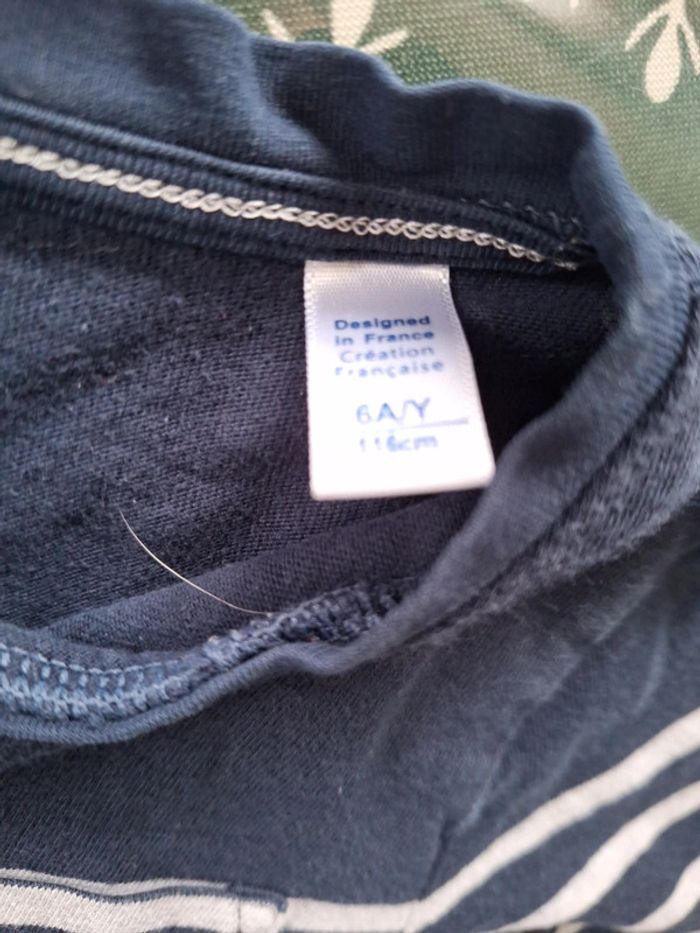 Designed
in France
Création
Française
6A/Y
116cm